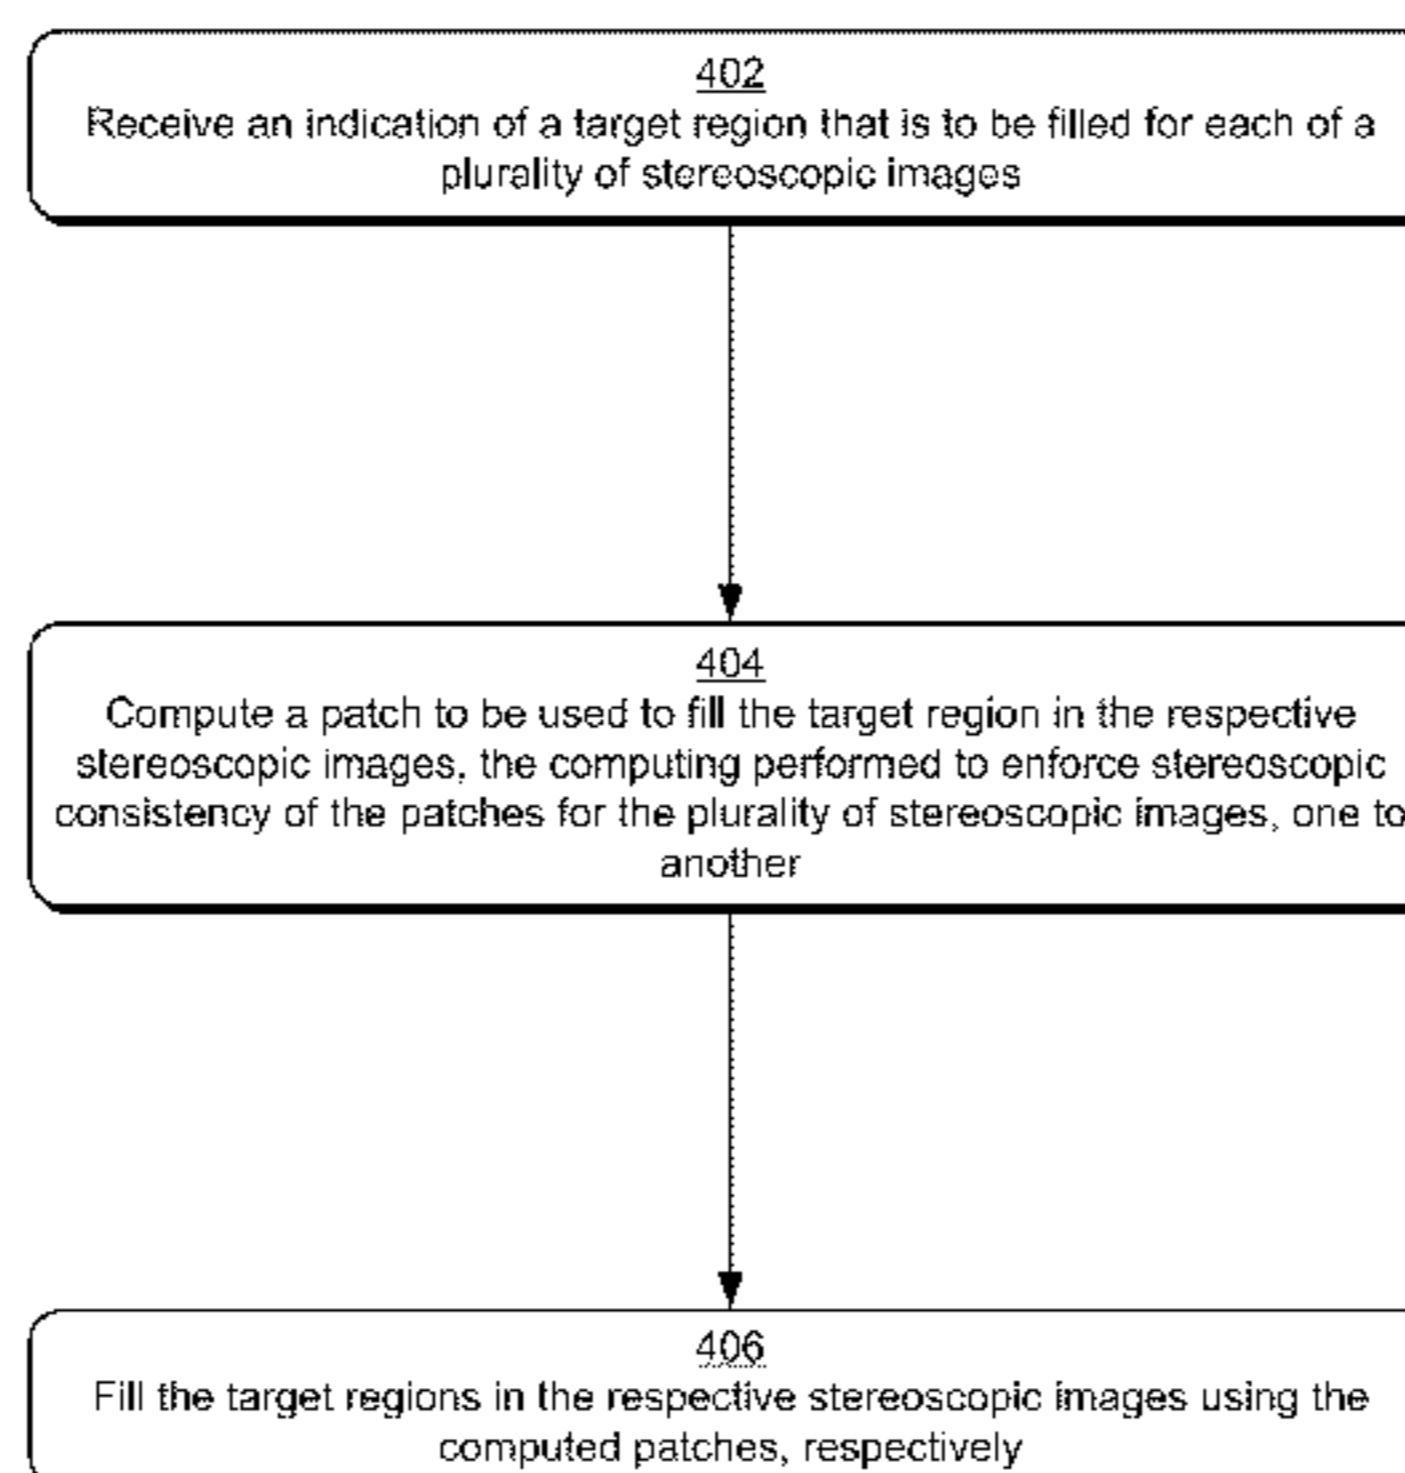 402
Receive an indication of a target region that is to be filled for each of a
plurality of stereoscopic images
404
Compute a patch to be used to fill the target region in the respective
stereoscopic images, the computing performed to enforce stereoscopic
consistency of the patches for the plurality of stereoscopic images, one to
another
406
Fill the target regions in the respective stereoscopic images using the
computed patches, respectively